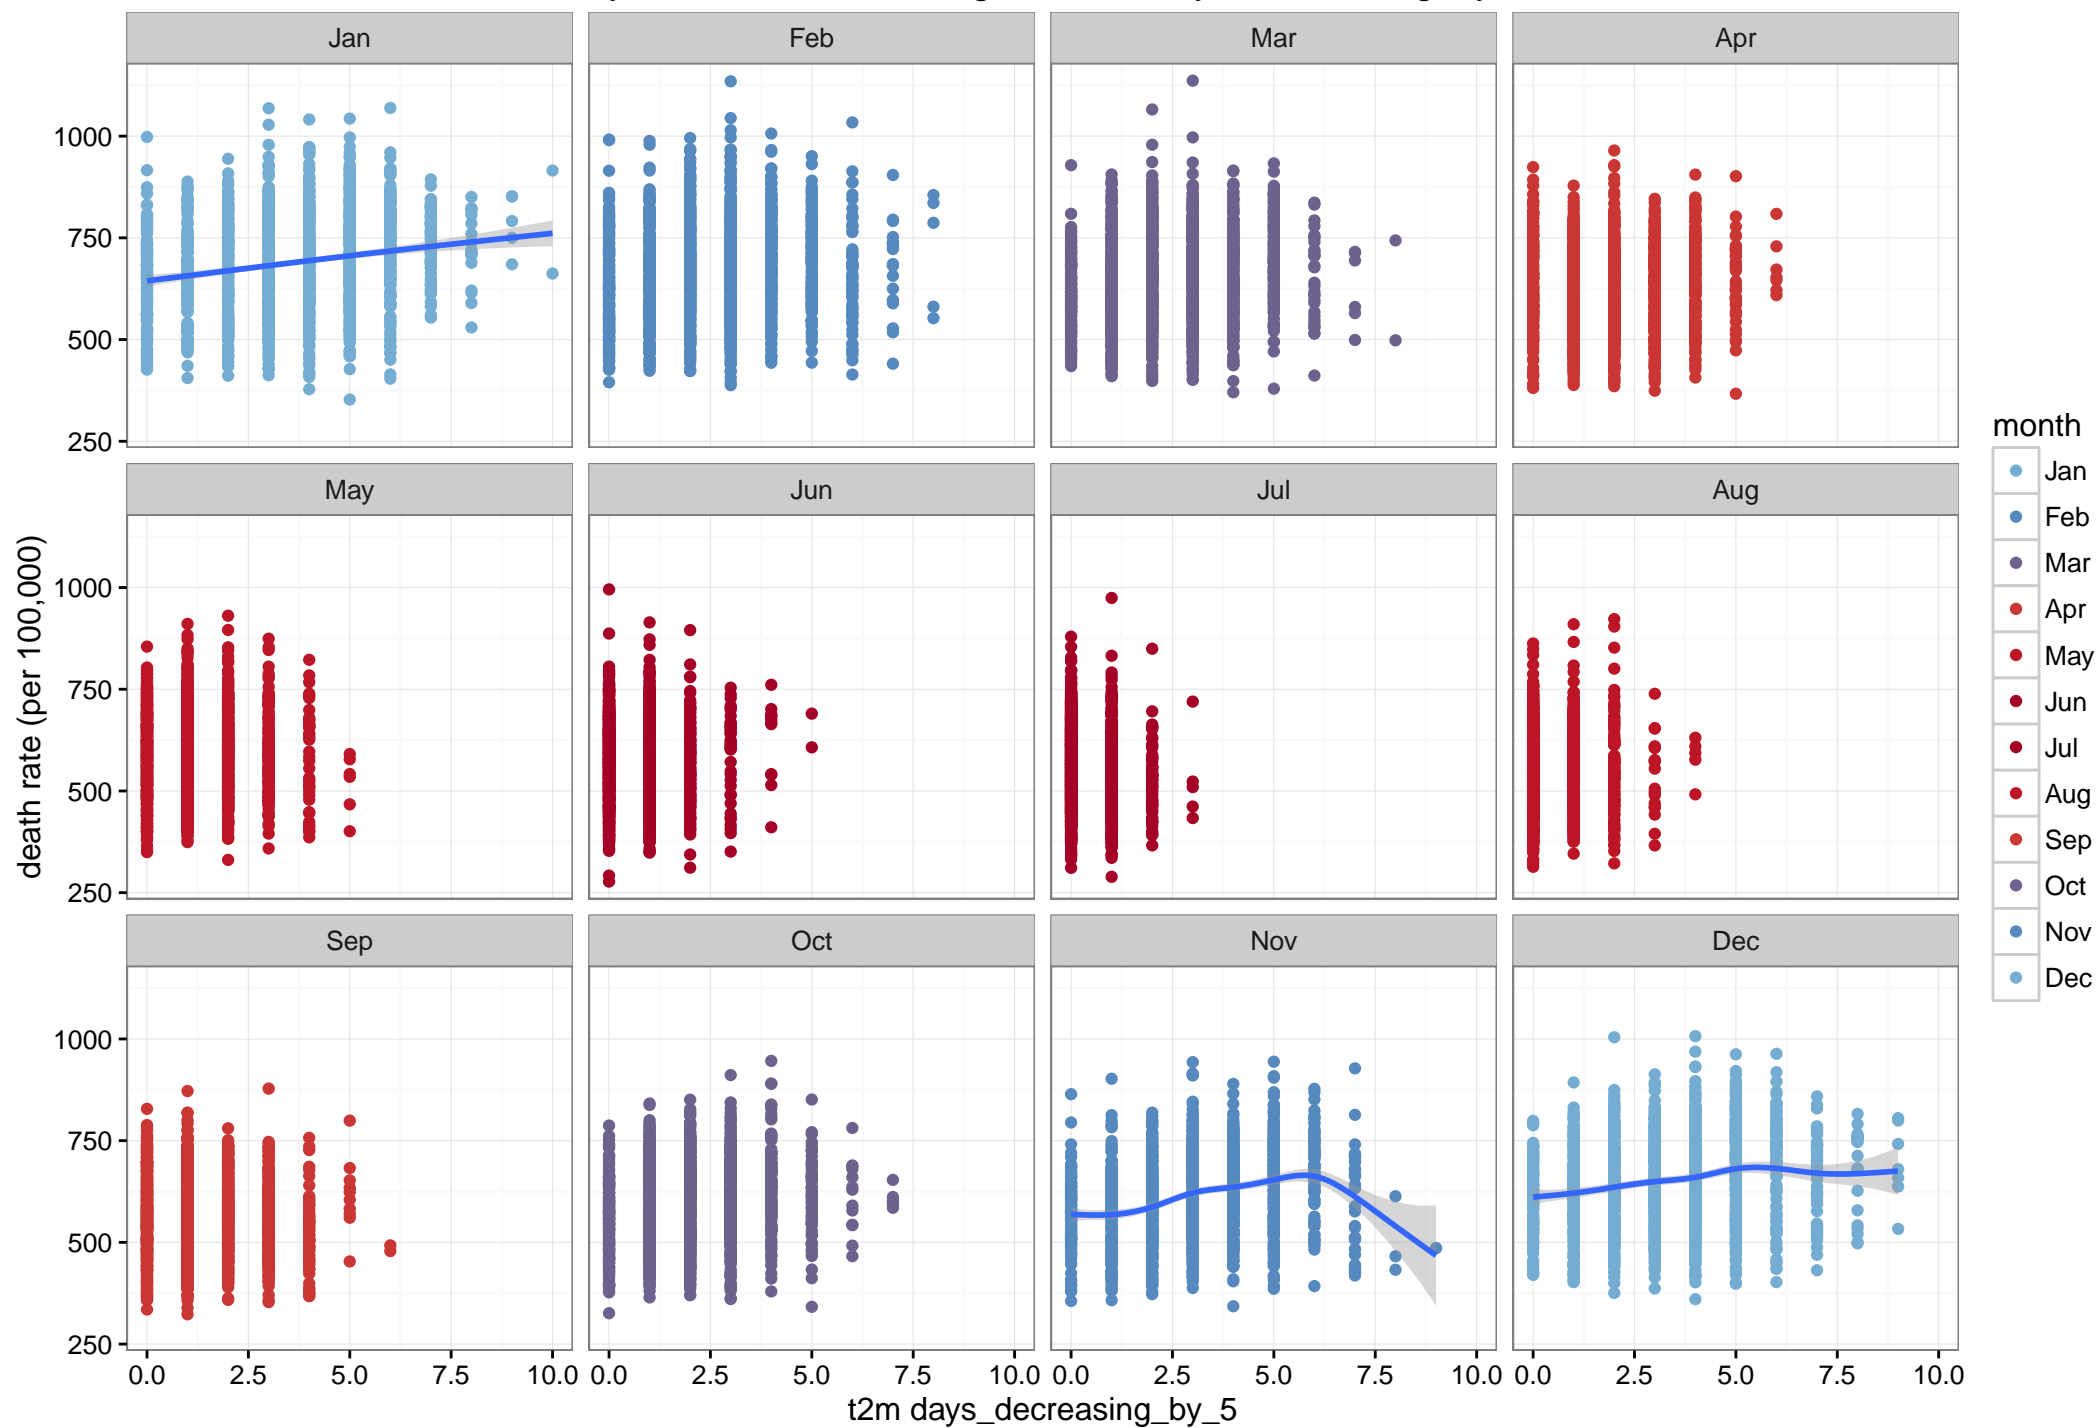 Jan Feb Mar Apr
1000
750
500
250
May Jun Jul Aug
1000
750
500
250
Sep Oct Nov Dec
1000
750
500
250
0.0 2.5 5.0 7.5 10.0 0.0 2.5 5.0 7.5 10.0 0.0 2.5 5.0 7.5 10.0 0.0 2.5 5.0 7.5 10.0
t2m days_decreasing_by_5
death rate (per 100,000)
month
Jan
Feb
Mar
Apr
May
Jun
Jul
Aug
Sep
Oct
Nov
Dec